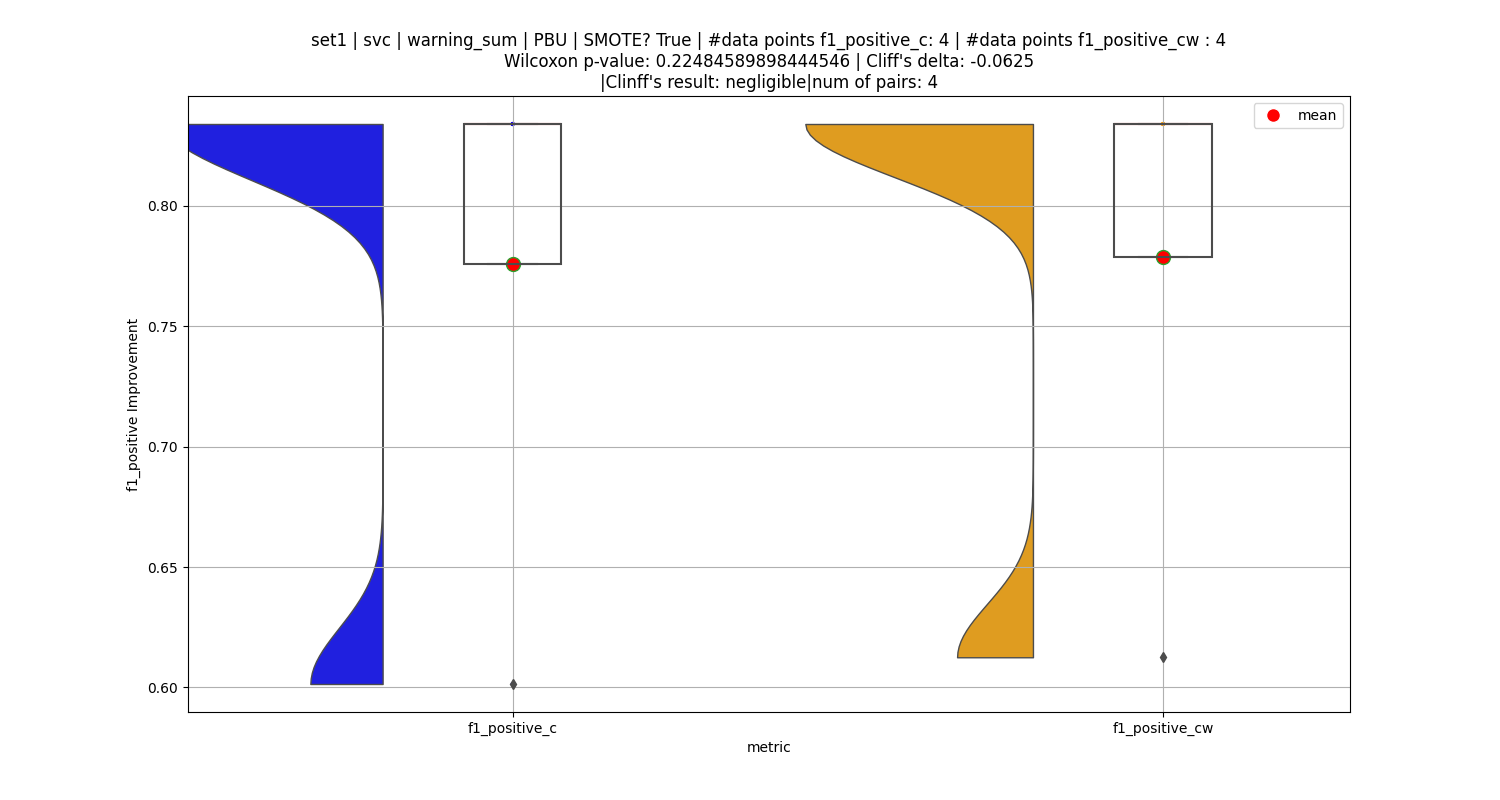 set1 | svc | warning_sum | PBU | SMOTE? True | #data points f1_positive_c: 4 | #data points f1_positive_cw : 4
Wilcoxon p-value: 0.22484589898444546 | Cliff's delta: -0.0625
|Clinff's result: negligible|num of pairs: 4
mean
0.80
0.75
0.70
0.65
0.60
f1_positive Improvement
f1_positive_c
f1_positive_cw
metric